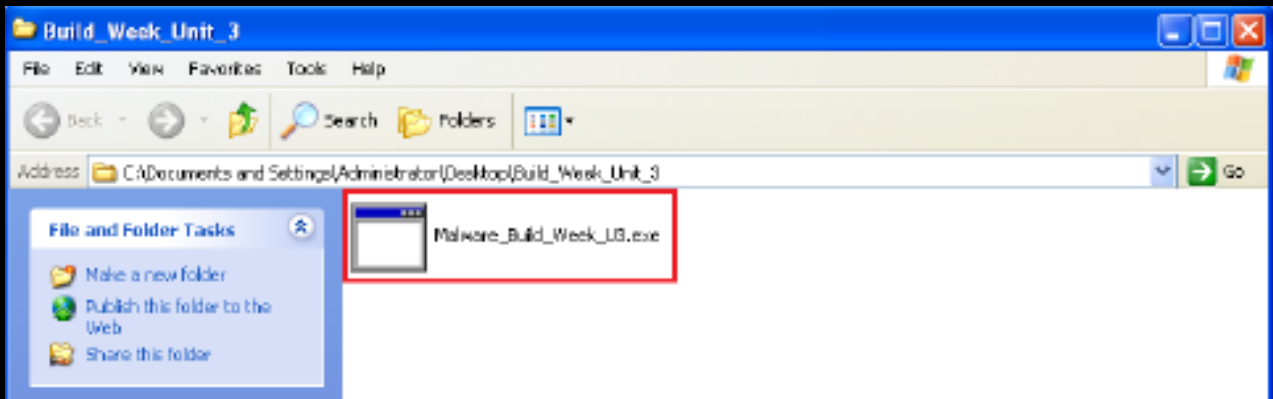 Build_Week_Unit_3
File Edit View Favorites Tools Help
Back Search Folders
Address C:\Documents and Settings\Administrator\Desktop\Build_Week_Unit_3 Go
File and Folder Tasks
Make a new folder
Publish this folder to the
Web
Share this folder
Malware_Build_Week_U3.exe